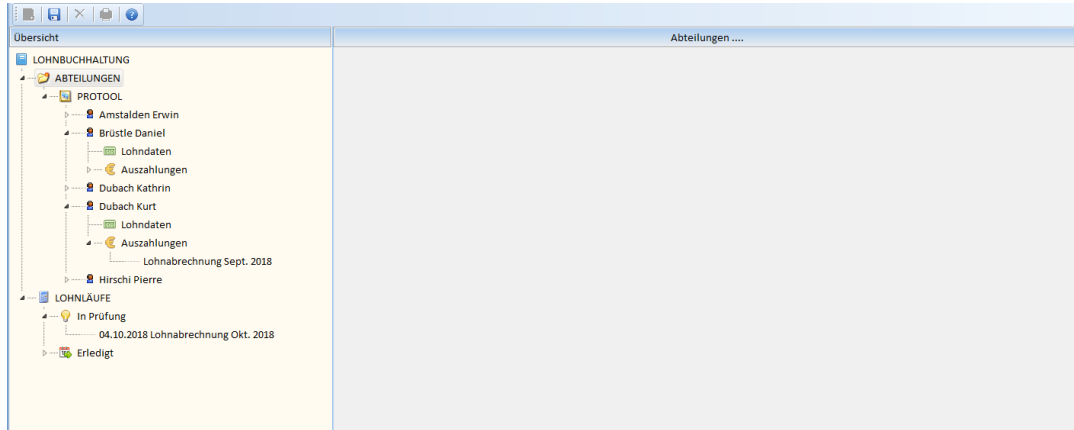 Übersicht
Abteilungen ....
LOHNBUCHHALTUNG
ABTEILUNGEN
PROTOOL
Amstalden Erwin
Brüstle Daniel
Lohndaten
Auszahlungen
Dubach Kathrin
Dubach Kurt
Lohndaten
Auszahlungen
Lohnabrechnung Sept. 2018
Hirschi Pierre
LOHNLÄUFE
In Prüfung
04.10.2018 Lohnabrechnung Okt. 2018
Erledigt